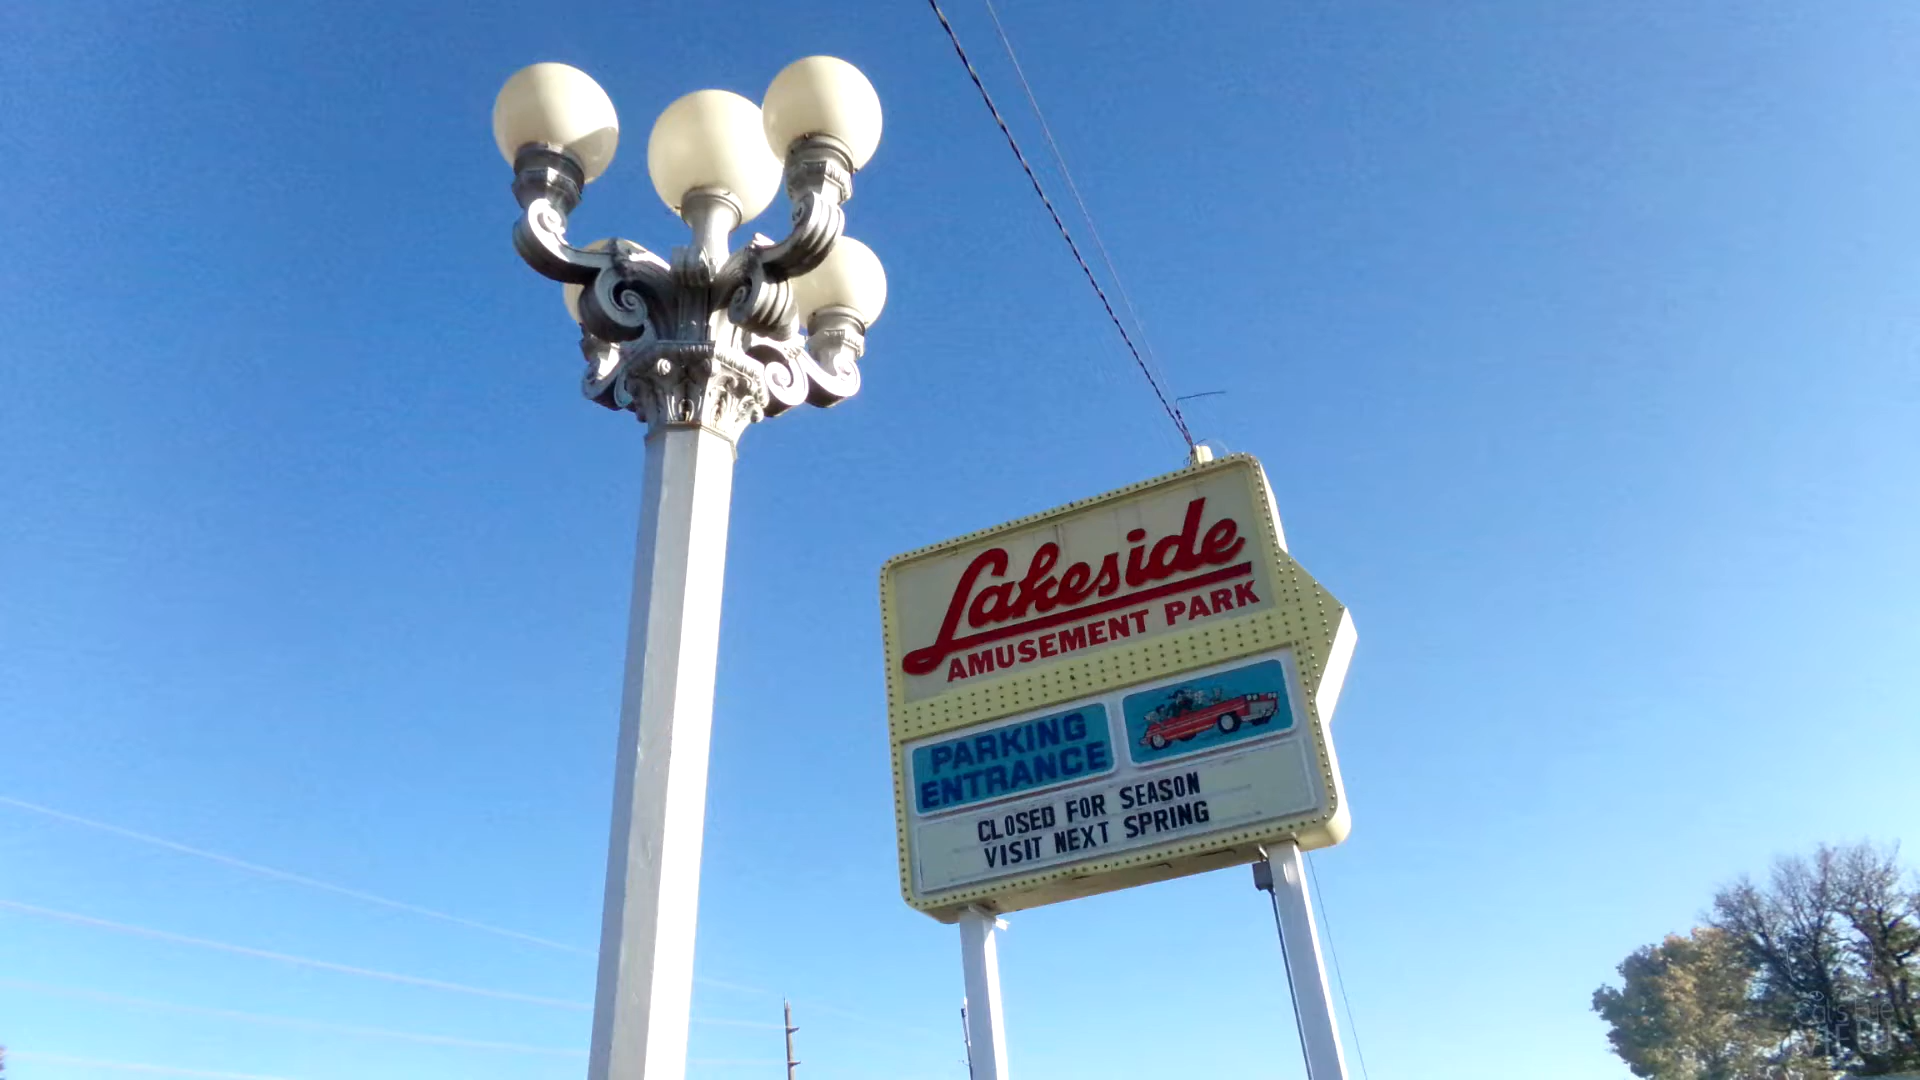 Lakeside
AMUSEMENT PARK
PARKING
ENTRANCE
CLOSED FOR SEASON
VISIT NEXT SPRING